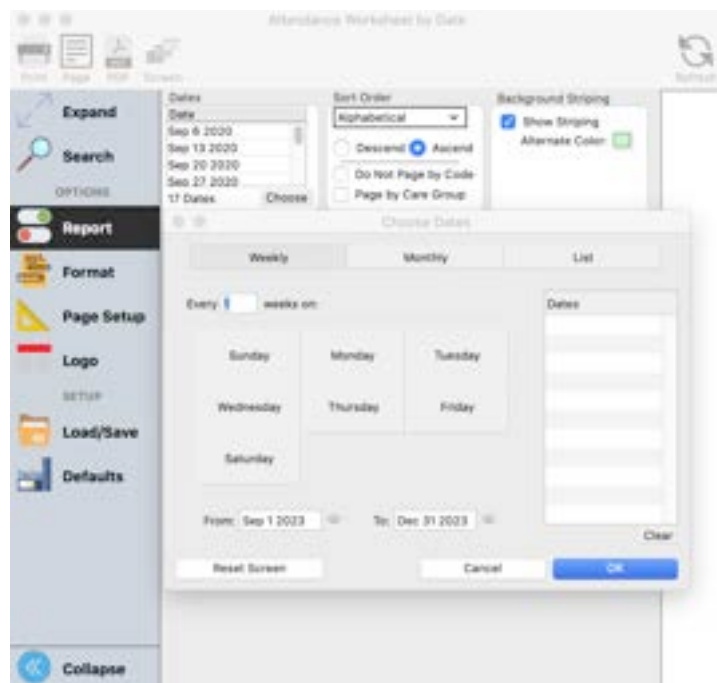 Attendance Worksheet by Date
Print Page PDF Screen
Refresh
Expand
Search
OPTIONS
Report
Format
Page Setup
Logo
SETUP
Load/Save
Defaults
Collapse
Dates
Date
Sep 6 2020
Sep 13 2020
Sep 20 2020
Sep 27 2020
17 Dates Choose
Sort Order
Alphabetical
Descend Ascend
Do Not Page by Code
Page by Care Group
Background Striping
Show Striping
Alternate Color:
Choose Dates
Weekly Monthly List
Every 1 weeks on:
Sunday Monday Tuesday
Wednesday Thursday Friday
Saturday
Dates
From: Sep 1 2023 To: Dec 31 2023
Clear
Reset Screen Cancel OK